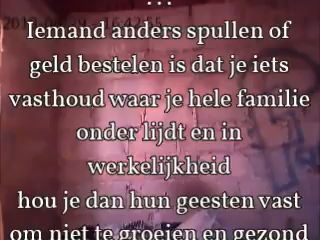 ...
Iemand anders spullen of
geld bestelen is dat je iets
vasthoud waar je hele familie
onder lijdt en in
werkelijkheid
hou je dan hun geesten vast
om niet te groeien en gezond